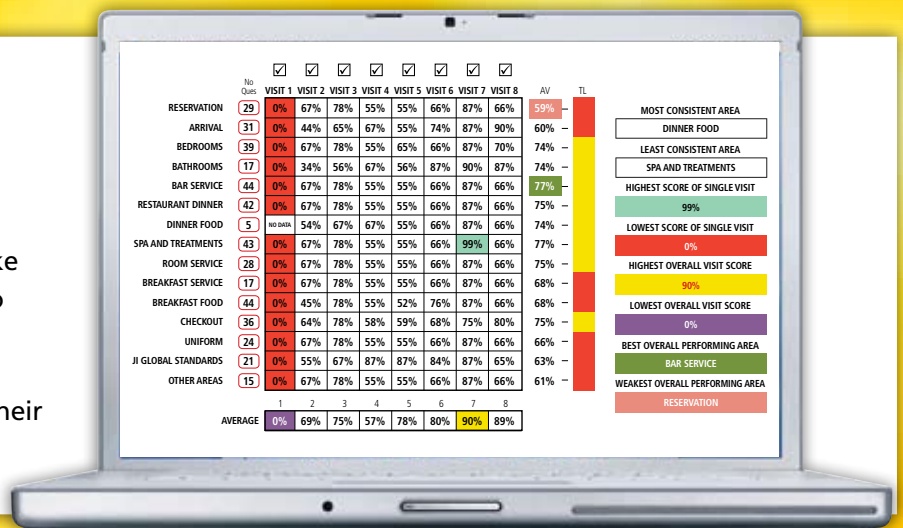 ke
o
heir
No
Ques VISIT 1 VISIT 2 VISIT 3 VISIT 4 VISIT 5 VISIT 6 VISIT 7 VISIT 8 AV TL
RESERVATION 29 0% 67% 78% 55% 55% 66% 87% 66% 59% –
ARRIVAL 31 0% 44% 65% 67% 55% 74% 87% 90% 60% –
BEDROOMS 39 0% 67% 78% 55% 65% 66% 87% 70% 74% –
BATHROOMS 17 0% 34% 56% 67% 56% 87% 90% 87% 74% –
BAR SERVICE 44 0% 67% 78% 55% 55% 66% 87% 66% 77% –
RESTAURANT DINNER 42 0% 67% 78% 55% 55% 66% 87% 66% 75% –
DINNER FOOD 5 NO DATA 54% 67% 67% 55% 66% 87% 66% 74% –
SPA AND TREATMENTS 43 0% 67% 78% 55% 55% 66% 99% 66% 77% –
ROOM SERVICE 28 0% 67% 78% 55% 55% 66% 87% 66% 75% –
BREAKFAST SERVICE 17 0% 67% 78% 55% 55% 66% 87% 66% 68% –
BREAKFAST FOOD 44 0% 45% 78% 55% 52% 76% 87% 66% 68% –
CHECKOUT 36 0% 64% 78% 58% 59% 68% 75% 80% 75% –
UNIFORM 24 0% 67% 78% 55% 55% 66% 87% 66% 66% –
JI GLOBAL STANDARDS 21 0% 55% 67% 87% 87% 84% 87% 65% 63% –
OTHER AREAS 15 0% 67% 78% 55% 55% 66% 87% 66% 61% –
1 2 3 4 5 6 7 8
AVERAGE 0% 69% 75% 57% 78% 80% 90% 89%
MOST CONSISTENT AREA
DINNER FOOD
LEAST CONSISTENT AREA
SPA AND TREATMENTS
HIGHEST SCORE OF SINGLE VISIT
99%
LOWEST SCORE OF SINGLE VISIT
0%
HIGHEST OVERALL VISIT SCORE
90%
LOWEST OVERALL VISIT SCORE
0%
BEST OVERALL PERFORMING AREA
BAR SERVICE
WEAKEST OVERALL PERFORMING AREA
RESERVATION